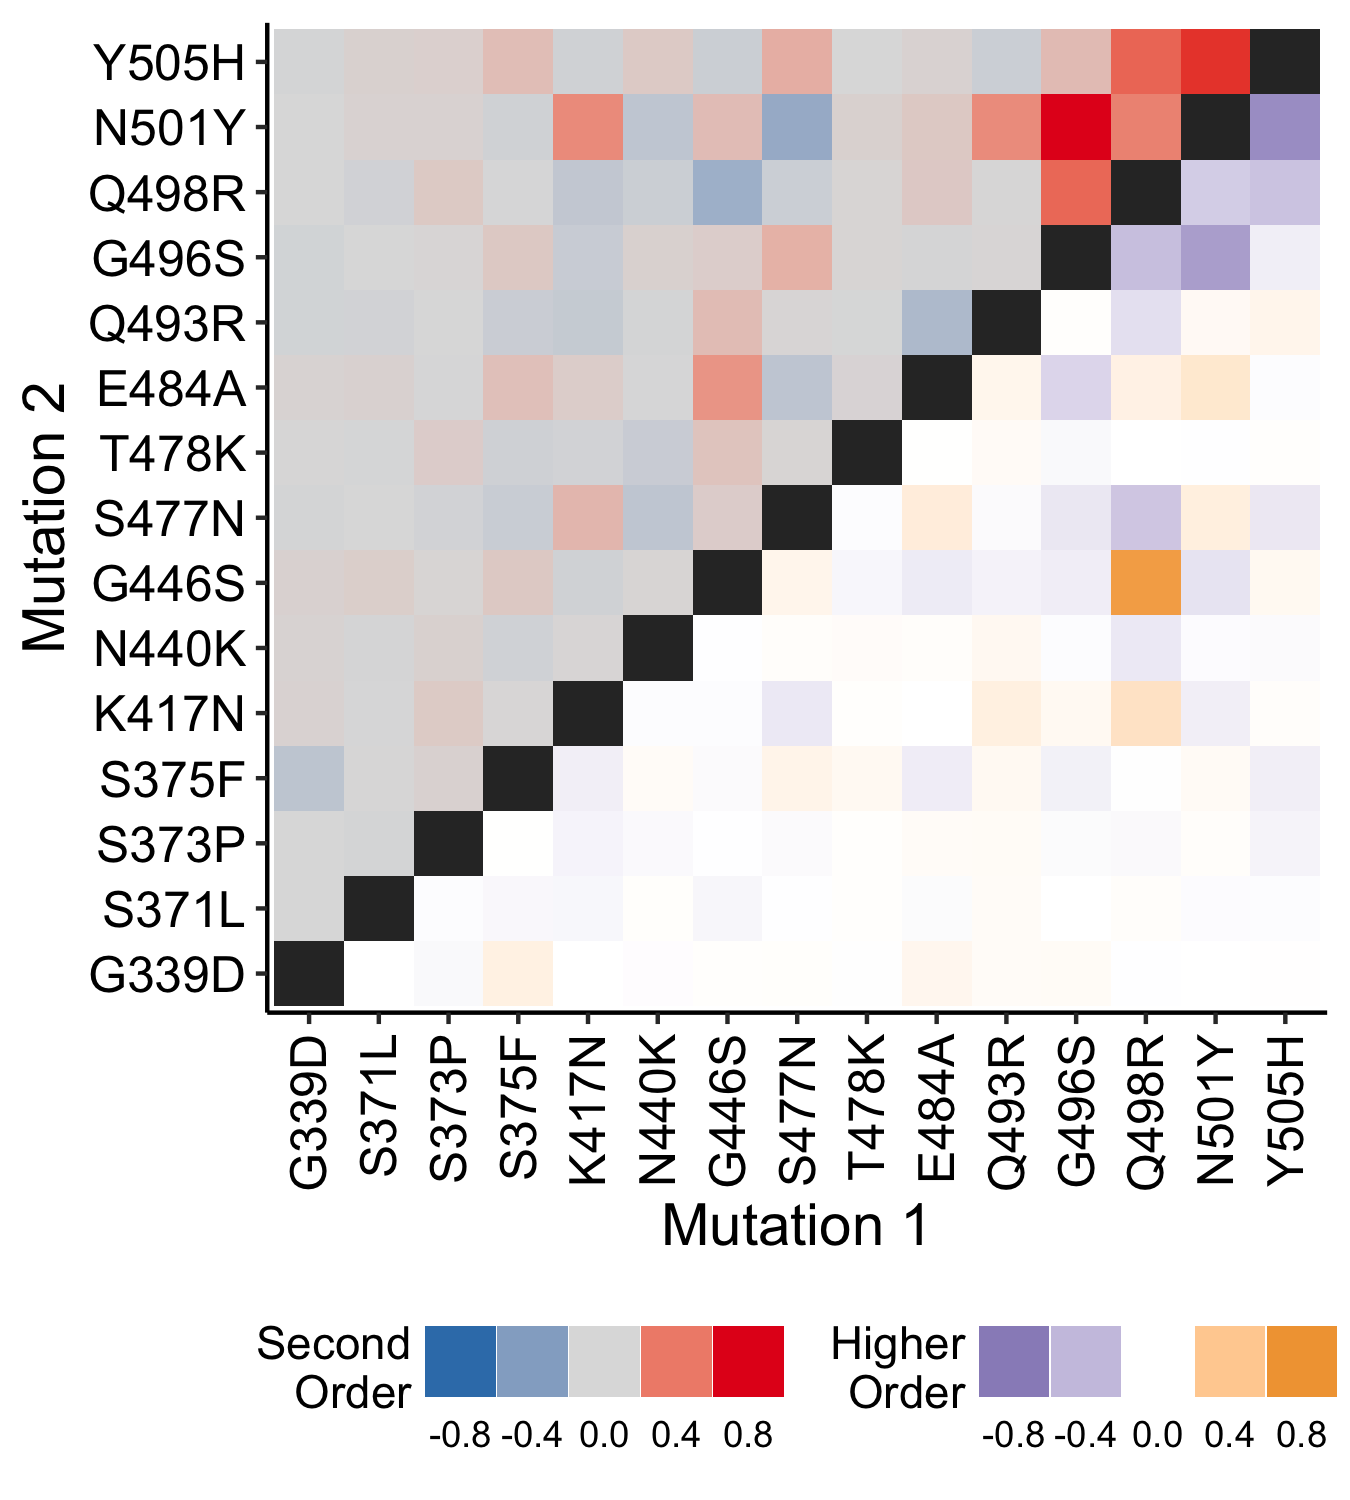 Y505H
N501Y
Q498R
G496S
Q493R
E484A
T478K
S477N
G446S
N440K
K417N
S375F
S373P
S371L
G339D
Mutation 2
G339D
S371L
S373P
S375F
K417N
N440K
G446S
S477N
T478K
E484A
Q493R
G496S
Q498R
N501Y
Y505H
Mutation 1
Second
Order
-0.8 -0.4 0.0 0.4 0.8
Higher
Order
-0.8 -0.4 0.0 0.4 0.8